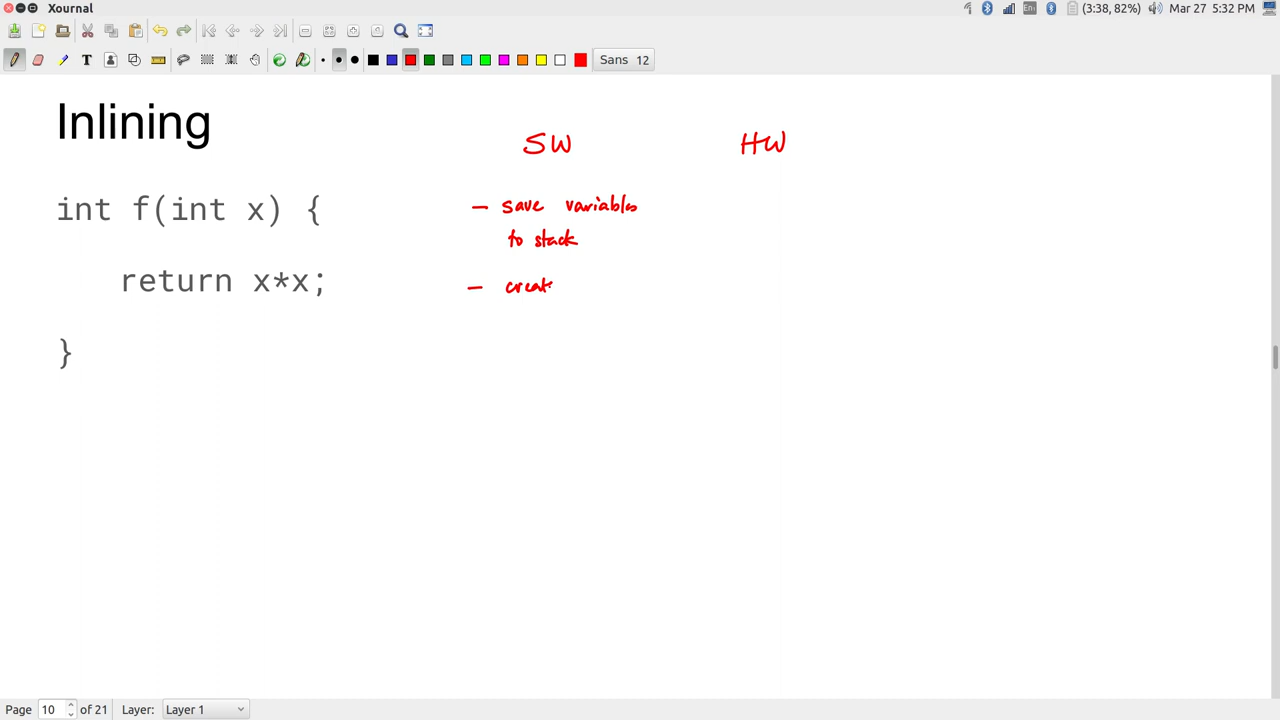 Xournal
En
(3:38, 82%)
Mar 27 5:32 PM
T
Sans 12
Inlining
SW
HW
int f(int x) {
— save variables
to stack
return x*x;
— creat
}
Page 10 of 21 Layer: Layer 1